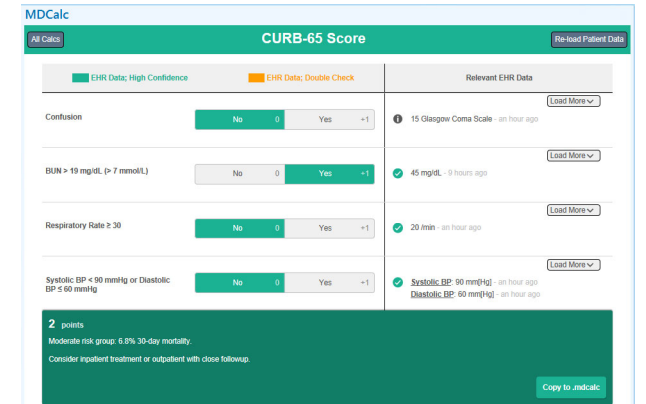 MDCalc
All Calcs
CURB-65 Score
Re-load Patient Data
EHR Data; High Confidence
EHR Data; Double Check
Relevant EHR Data
Load More
Confusion
No 0 Yes +1
15 Glasgow Coma Scale - an hour ago
Load More
BUN > 19 mg/dL (> 7 mmol/L)
No 0 Yes +1
45 mg/dL - 9 hours ago
Load More
Respiratory Rate ≥ 30
No 0 Yes +1
20 /min - an hour ago
Load More
Systolic BP < 90 mmHg or Diastolic
BP ≤ 60 mmHg
No 0 Yes +1
Systolic BP: 90 mm[Hg] - an hour ago
Diastolic BP: 60 mm[Hg] - an hour ago
2 points
Moderate risk group: 6.8% 30-day mortality.
Consider inpatient treatment or outpatient with close followup.
Copy to .mdcalc